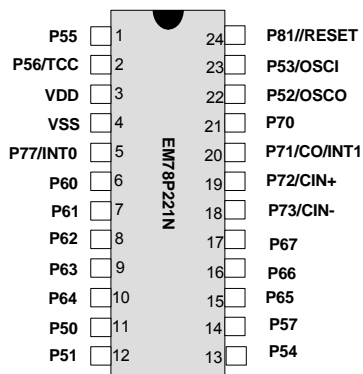 P55 1 24 P81//RESET
P56/TCC 2 23 P53/OSCI
VDD 3 22 P52/OSCO
VSS 4 21 P70
P77/INT0 5 20 P71/CO/INT1
P60 6 19 P72/CIN+
P61 7 18 P73/CIN-
P62 8 17 P67
P63 9 16 P66
P64 10 15 P65
P50 11 14 P57
P51 12 13 P54
EM78P221N